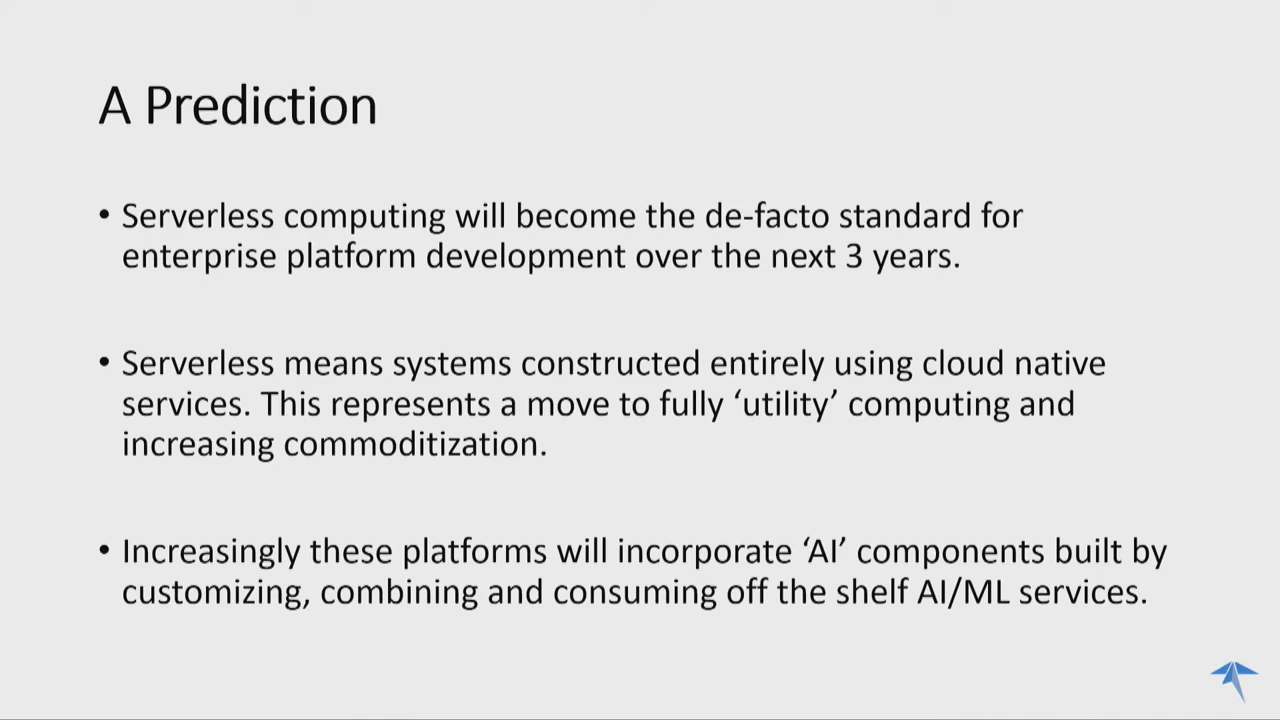 A Prediction
• Serverless computing will become the de-facto standard for
enterprise platform development over the next 3 years.
• Serverless means systems constructed entirely using cloud native
services. This represents a move to fully ‘utility’ computing and
increasing commoditization.
• Increasingly these platforms will incorporate ‘AI’ components built by
customizing, combining and consuming off the shelf AI/ML services.